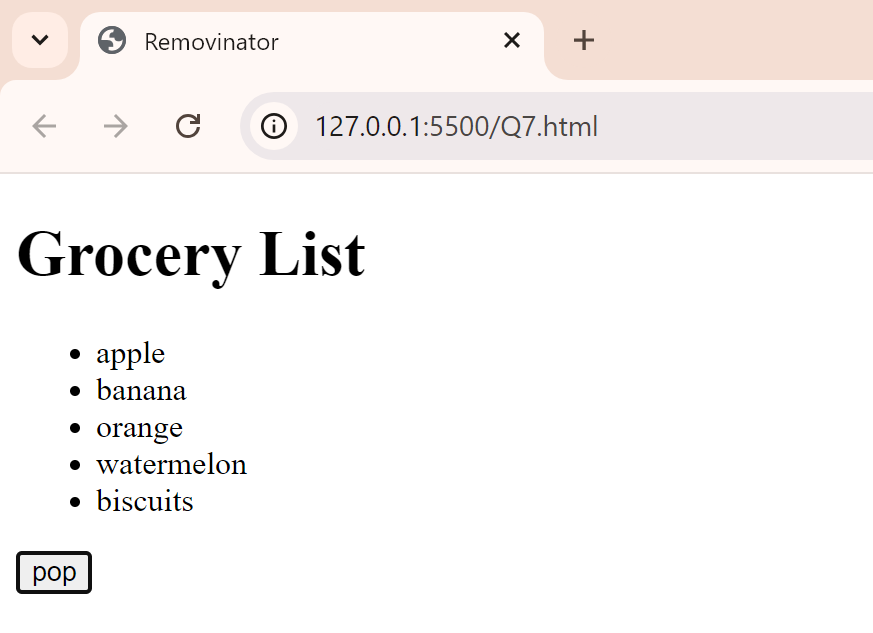 Removinator
127.0.0.1:5500/Q7.html
Grocery List
apple
banana
orange
watermelon
biscuits
pop